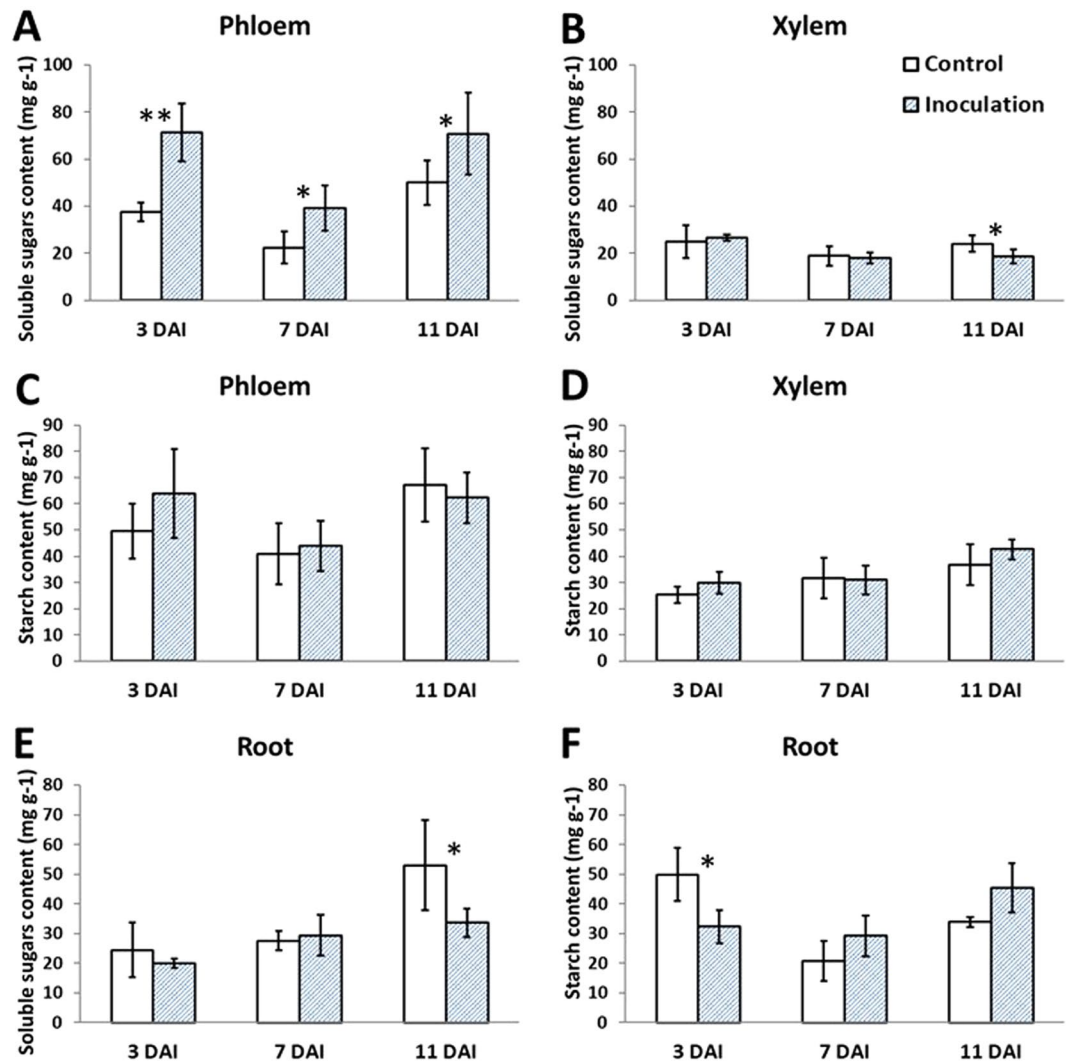 A
Phloem
Soluble sugars content (mg g-1)
100
80
60
40
20
0
**
*
*
3 DAI
7 DAI
11 DAI
B
Xylem
Soluble sugars content (mg g-1)
100
80
60
40
20
0
Control
Inoculation
*
3 DAI
7 DAI
11 DAI
C
Phloem
Starch content (mg g-1)
90
80
70
60
50
40
30
20
10
0
3 DAI
7 DAI
11 DAI
D
Xylem
Starch content (mg g-1)
90
80
70
60
50
40
30
20
10
0
3 DAI
7 DAI
11 DAI
E
Root
Soluble sugars content (mg g-1)
80
70
60
50
40
30
20
10
0
*
3 DAI
7 DAI
11 DAI
F
Root
Starch content (mg g-1)
80
70
60
50
40
30
20
10
0
*
3 DAI
7 DAI
11 DAI